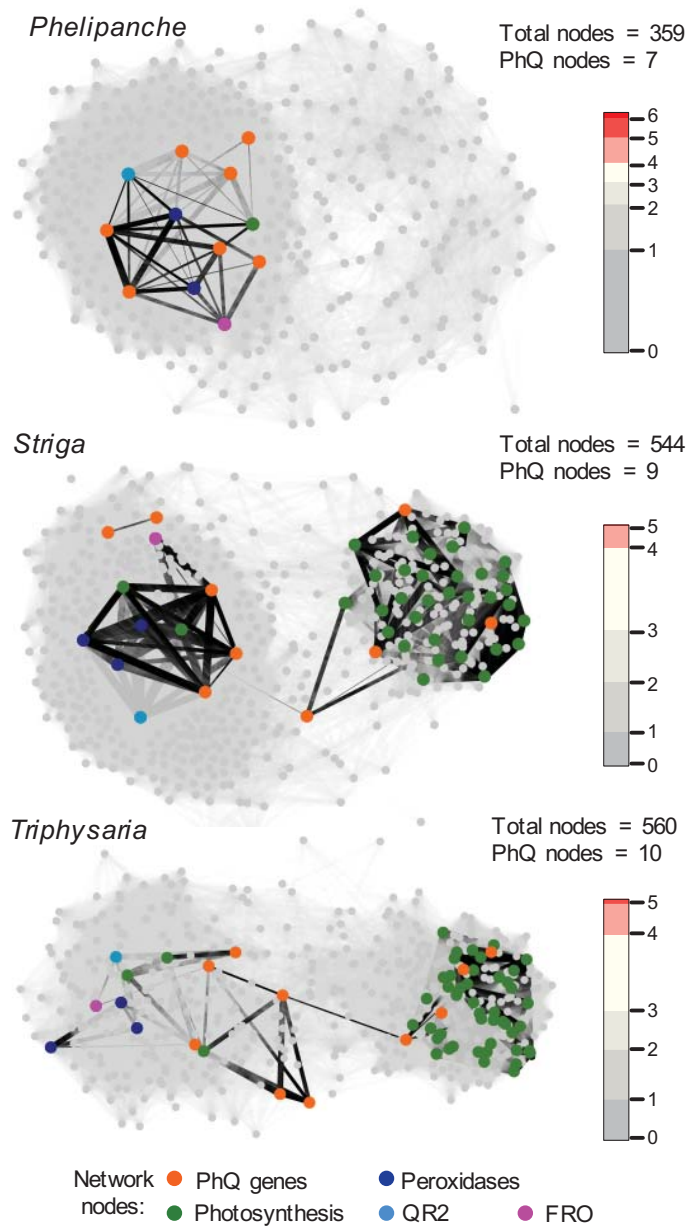 Phelipanche
Total nodes = 359
PhQ nodes = 7
6
5
4
3
2
1
0
Striga
Total nodes = 544
PhQ nodes = 9
5
4
3
2
1
0
Triphysaria
Total nodes = 560
PhQ nodes = 10
5
4
3
2
1
0
Network nodes:
PhQ genes
Peroxidases
Photosynthesis
QR2
FRO